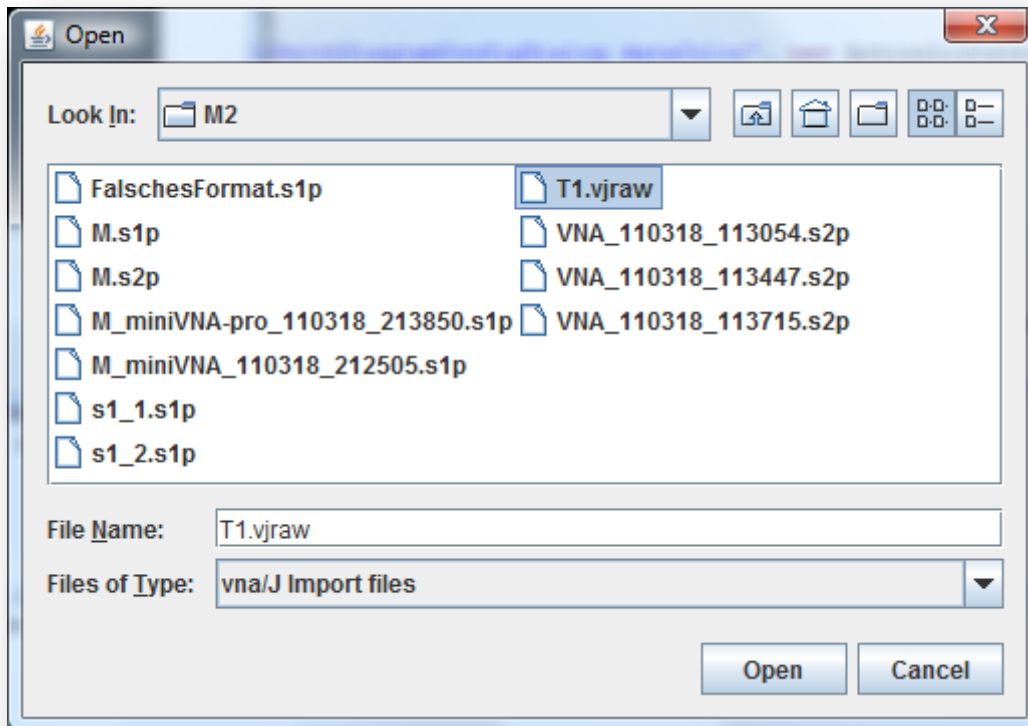 Open
Look In: M2
FalschesFormat.s1p
M.s1p
M.s2p
M_miniVNA-pro_110318_213850.s1p
M_miniVNA_110318_212505.s1p
s1_1.s1p
s1_2.s1p
T1.vjraw
VNA_110318_113054.s2p
VNA_110318_113447.s2p
VNA_110318_113715.s2p
File Name: T1.vjraw
Files of Type: vna/J Import files
Open Cancel